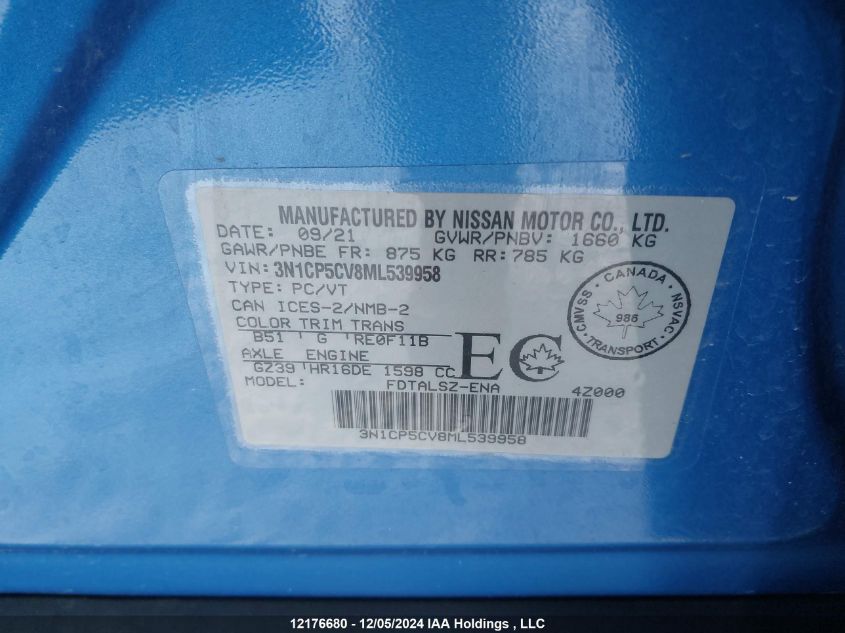 MANUFACTURED BY NISSAN MOTOR CO., LTD.
DATE: 09/21 GVWR/PNBV: 1660 KG
GAWR/PNBE FR: 875 KG RR: 785 KG
VIN: 3N1CP5CV8ML539958
TYPE: PC/VT
CAN ICES-2/NMB-2
COLOR TRIM TRANS
B51 G RE0F11B
AXLE ENGINE
GZ39 HR16DE 1598 CC
EC
MODEL: FDTALSZ-ENA 4Z000
3N1CP5CV8ML539958
CANADA
CMVSS 986 NSVAC
TRANSPORT
12176680 - 12/05/2024 IAA Holdings , LLC